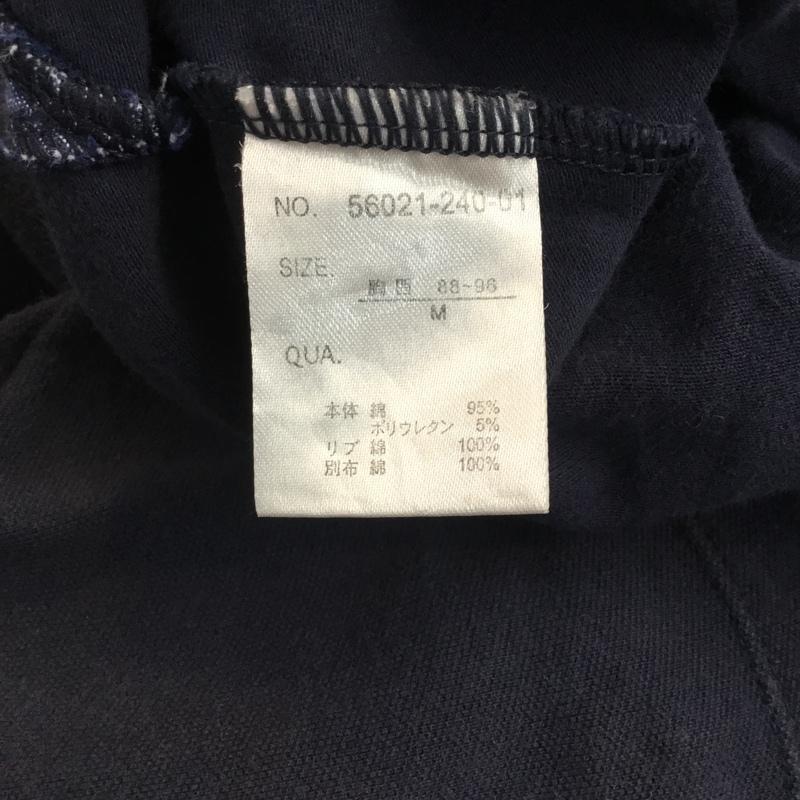 NO. 56021-240-01
SIZE. 胸囲 88~96
M
QUA.
本体 綿 95%
ポリウレタン 5%
リブ 綿 100%
別布 綿 100%